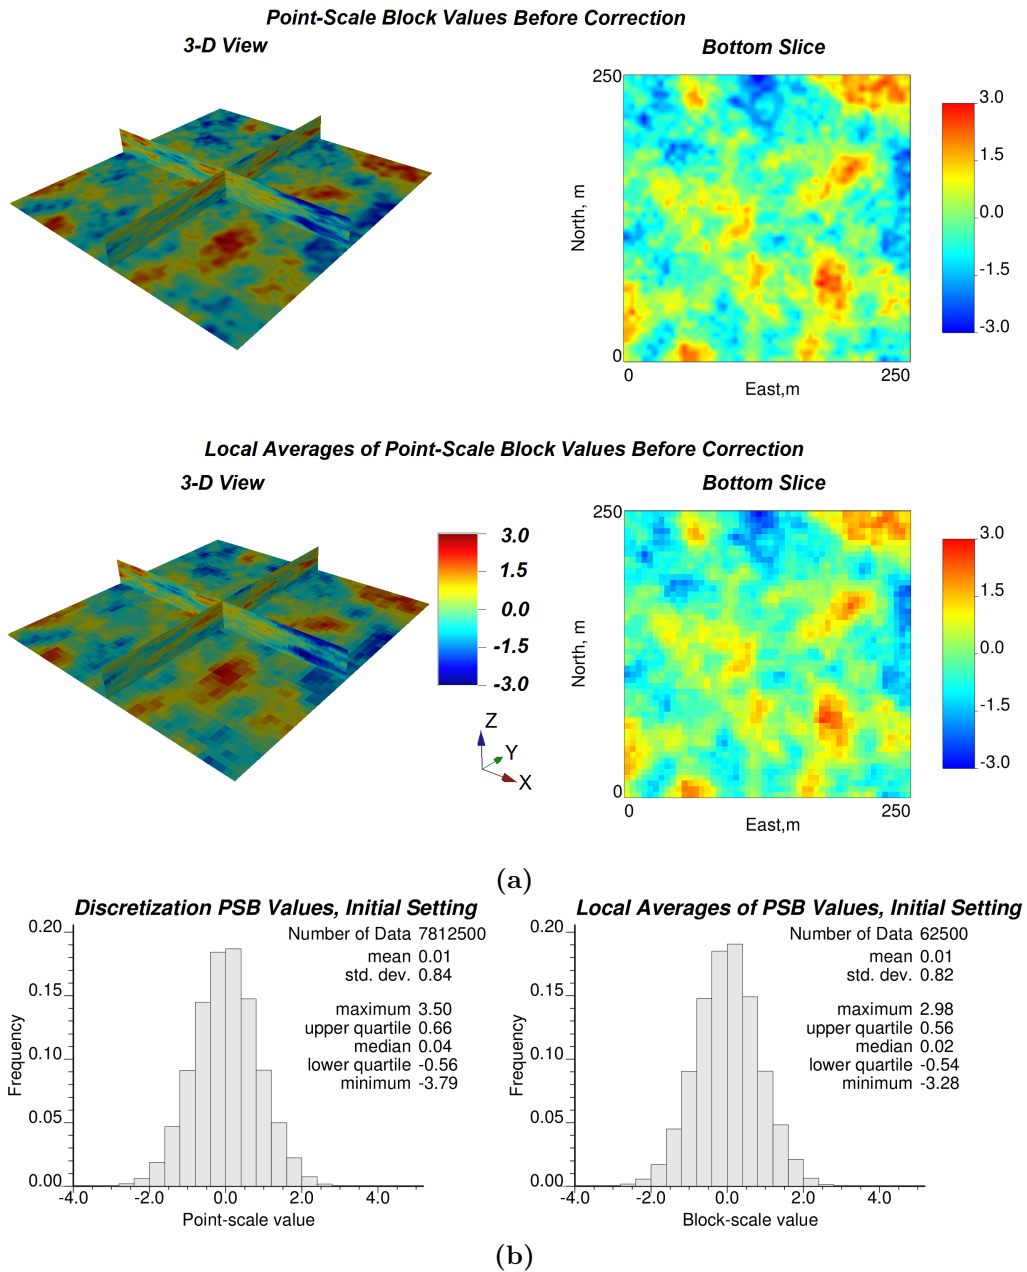 Point-Scale Block Values Before Correction
3-D View
Bottom Slice
250
North, m
0
0
250
East,m
3.0
1.5
0.0
-1.5
-3.0
Local Averages of Point-Scale Block Values Before Correction
3-D View
Bottom Slice
3.0
1.5
0.0
-1.5
-3.0
Z
Y
X
250
North, m
0
0
250
East,m
3.0
1.5
0.0
-1.5
-3.0
(a)
Discretization PSB Values, Initial Setting
Number of Data 7812500
mean 0.01
std. dev. 0.84
maximum 3.50
upper quartile 0.66
median 0.04
lower quartile -0.56
minimum -3.79
Frequency
0.20
0.15
0.10
0.05
0.00
-4.0 -2.0 0.0 2.0 4.0
Point-scale value
Local Averages of PSB Values, Initial Setting
Number of Data 62500
mean 0.01
std. dev. 0.82
maximum 2.98
upper quartile 0.56
median 0.02
lower quartile -0.54
minimum -3.28
Frequency
0.20
0.15
0.10
0.05
0.00
-4.0 -2.0 0.0 2.0 4.0
Block-scale value
(b)